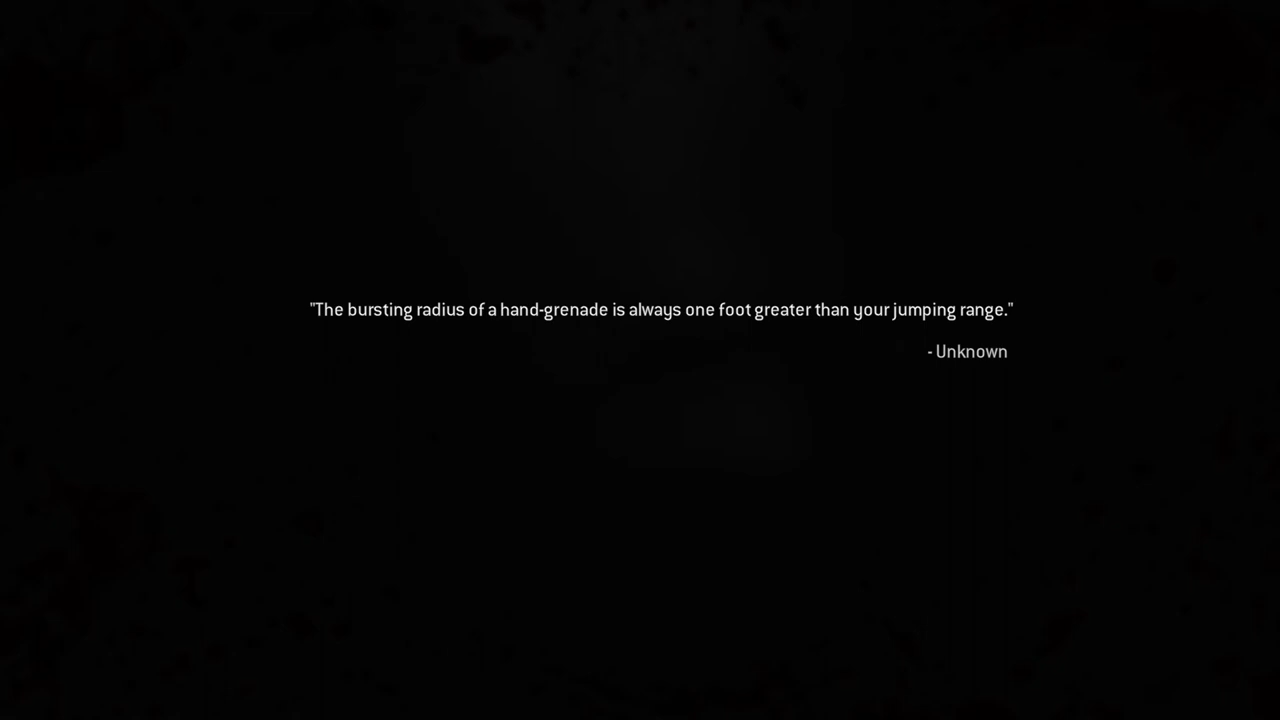 "The bursting radius of a hand-grenade is always one foot greater than your jumping range."
- Unknown